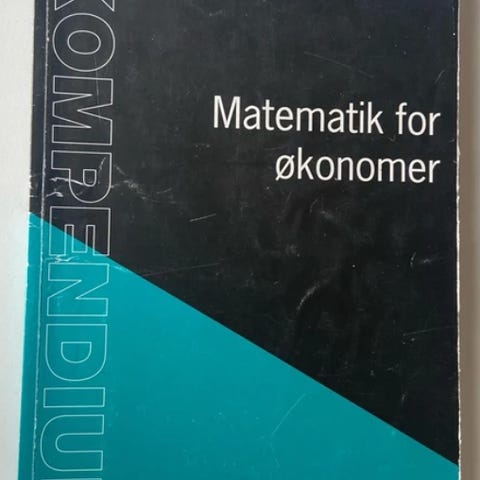 KOMPENDIU
Matematik for
økonomer